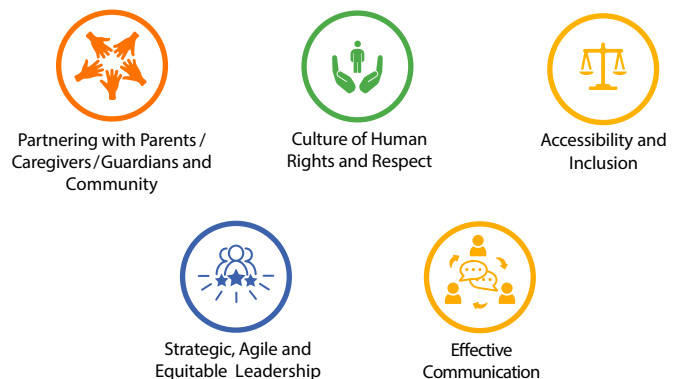 Partnering with Parents /
Caregivers/Guardians and
Community
Culture of Human
Rights and Respect
Accessibility and
Inclusion
Strategic, Agile and
Equitable Leadership
Effective
Communication